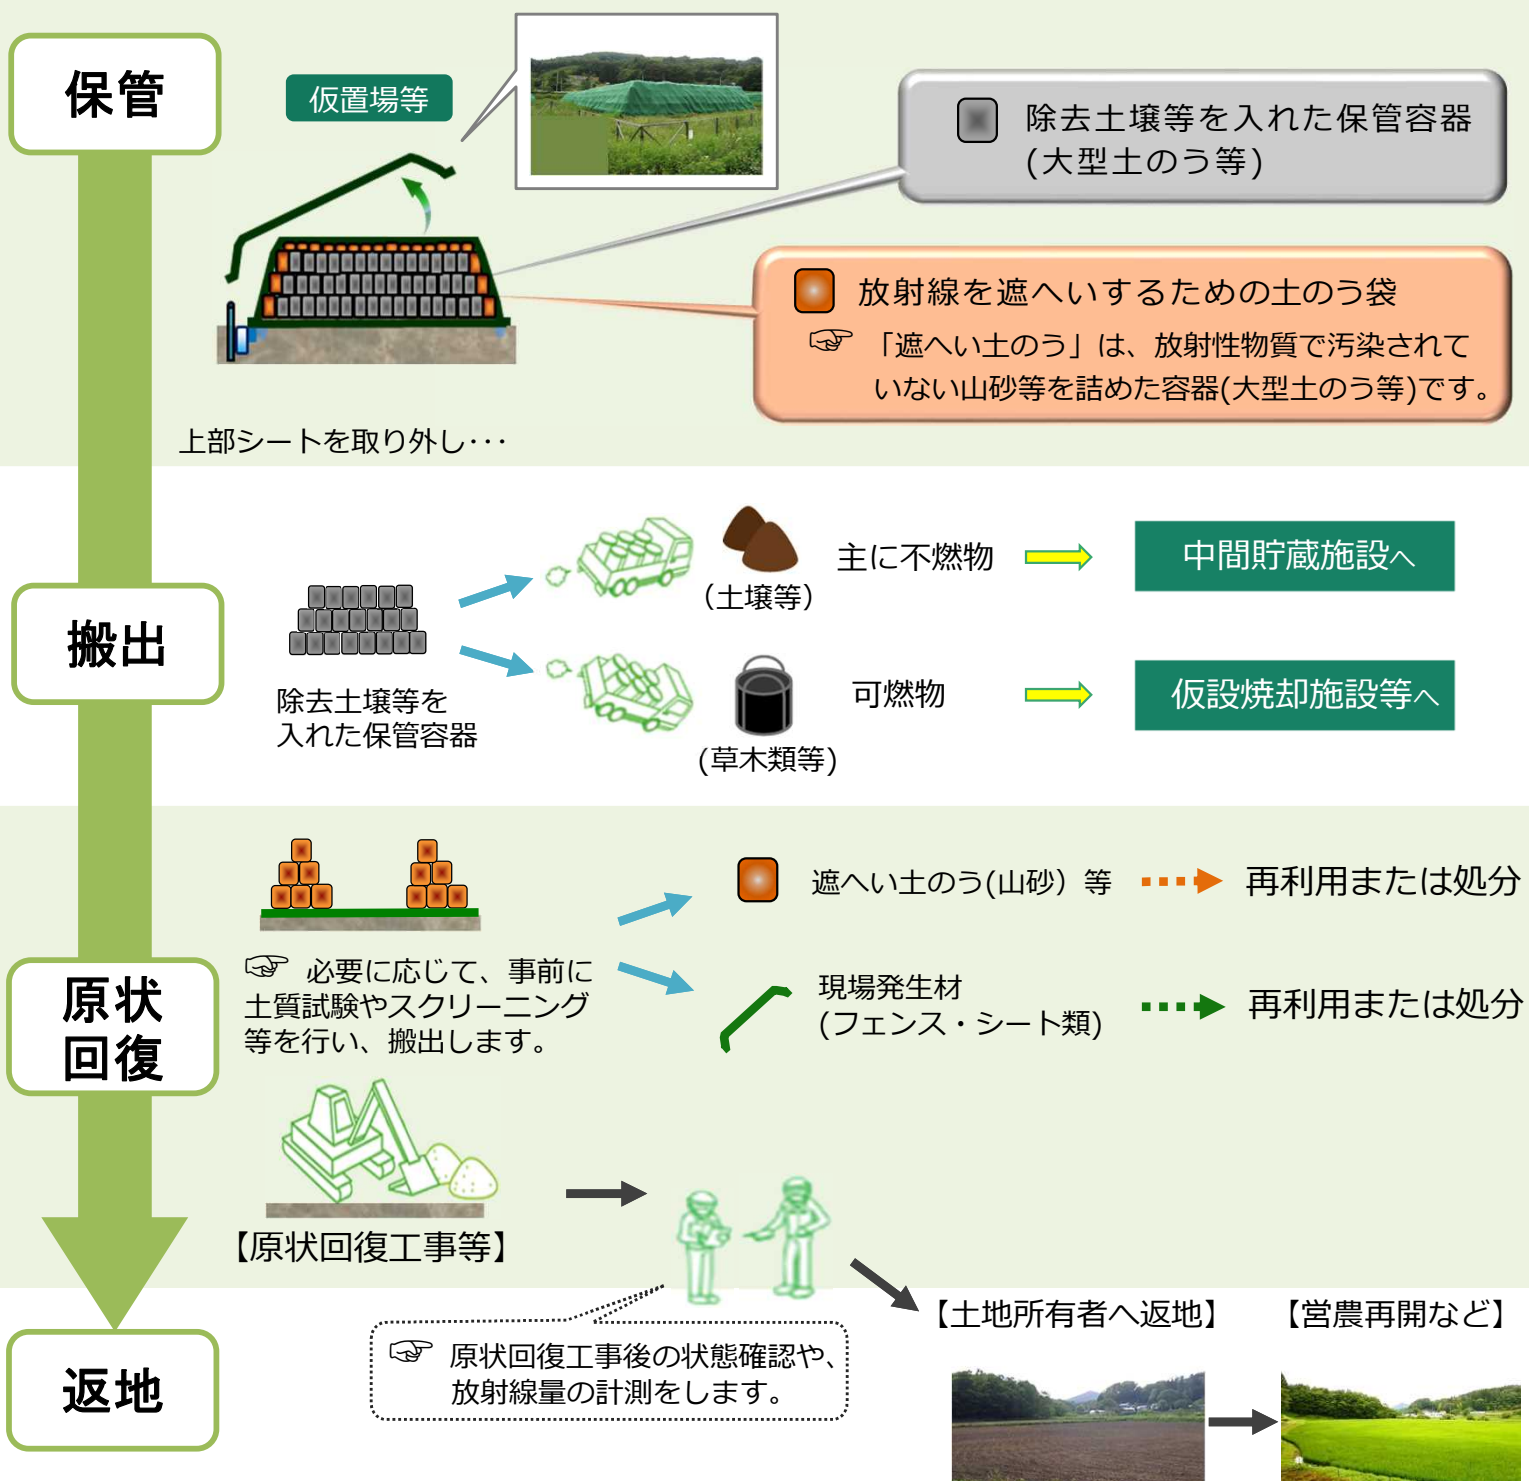 保管
仮置場等
除去土壌等を入れた保管容器
(大型土のう等)
放射線を遮へいするための土のう袋
☞ 「遮へい土のう」は、放射性物質で汚染されて
いない山砂等を詰めた容器(大型土のう等)です。
上部シートを取り外し･･･
搬出
除去土壌等を
入れた保管容器
(土壌等)
主に不燃物
中間貯蔵施設へ
(草木類等)
可燃物
仮設焼却施設等へ
原状
回復
☞ 必要に応じて、事前に
土質試験やスクリーニング
等を行い、搬出します。
遮へい土のう(山砂）等
再利用または処分
現場発生材
(フェンス・シート類)
再利用または処分
【原状回復工事等】
☞ 原状回復工事後の状態確認や、
放射線量の計測をします。
返地
【土地所有者へ返地】
【営農再開など】